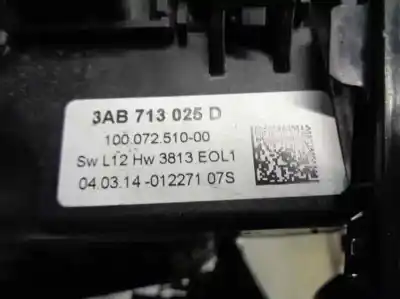 3AB 713 025 D
100.072.510-00
Sw L12 Hw 3813 EOL1
04.03.14-012271 07S